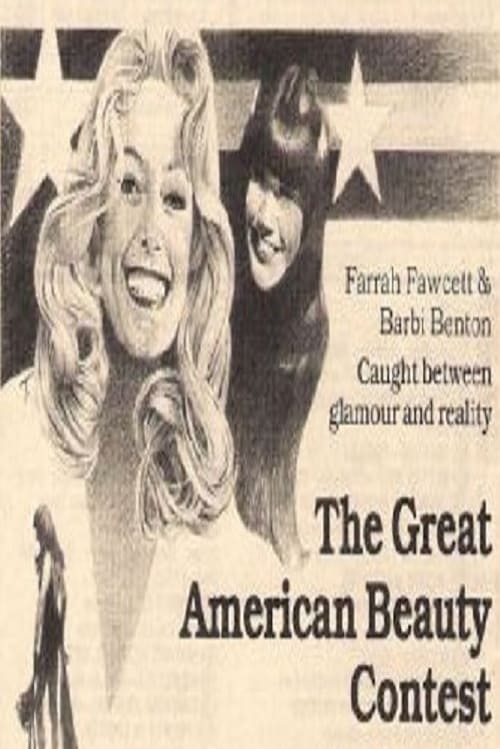 Farrah Fawcett &
Barbi Benton
Caught between
glamour and reality
The Great
American Beauty
Contest